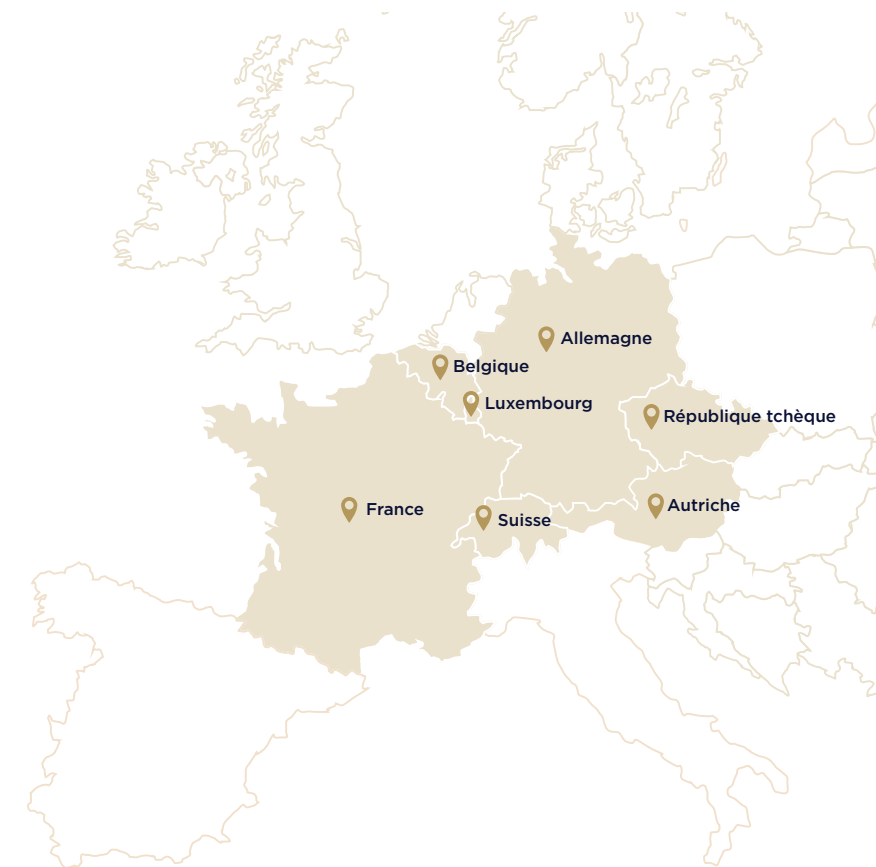 Allemagne
Belgique
Luxembourg
République tchèque
Autriche
France
Suisse